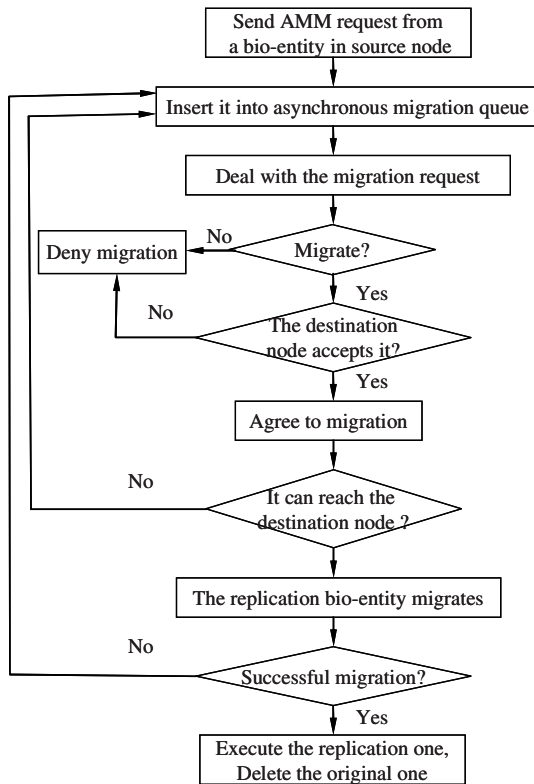 Send AMM request from
a bio-entity in source node
Insert it into asynchronous migration queue
Deal with the migration request
No
Migrate?
Deny migration
Yes
No
The destination
node accepts it?
Yes
Agree to migration
No
It can reach the
destination node ?
The replication bio-entity migrates
No
Successful migration?
Yes
Execute the replication one,
Delete the original one